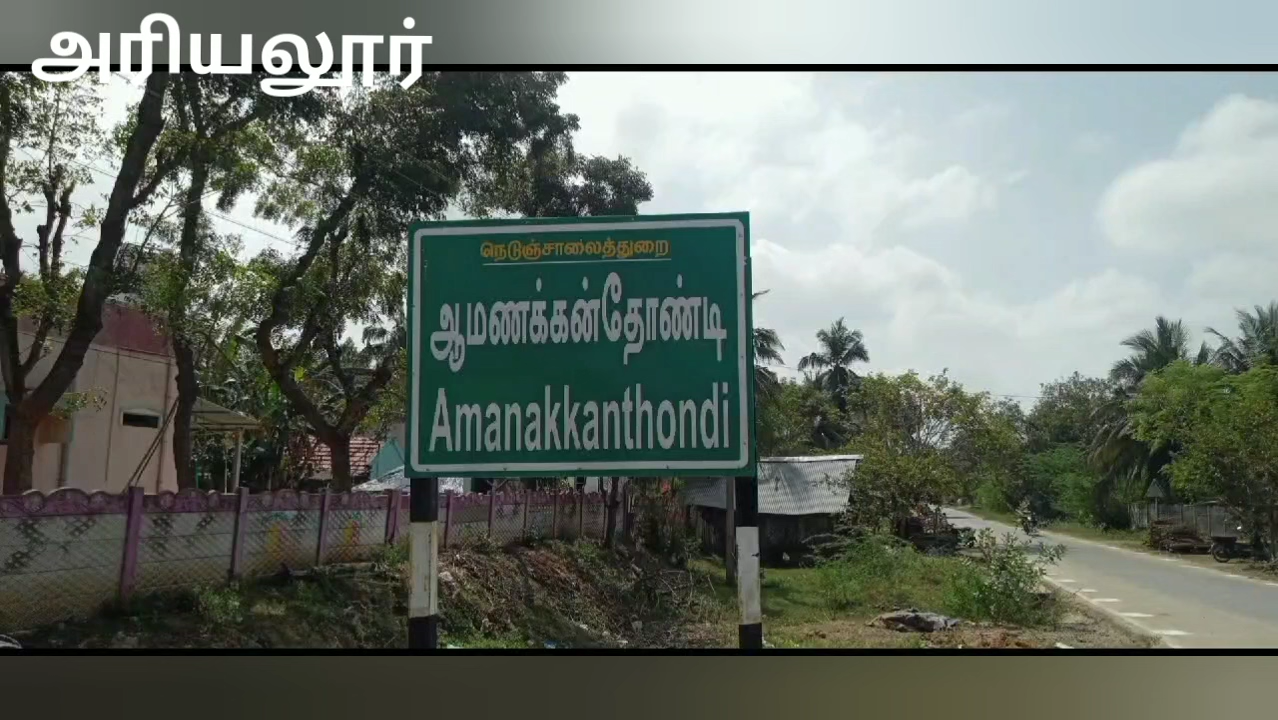 அரியலூர்
நெடுஞ்சாலைத்துறை
ஆமணக்கன்தோண்டி
Amanakkanthondi